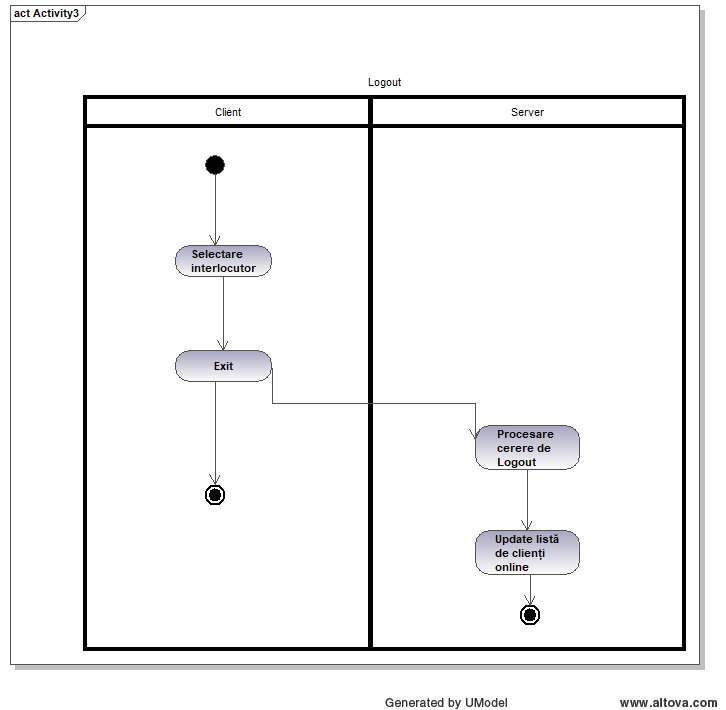 act Activity3
Logout
Client
Server
Selectare
interlocutor
Exit
Procesare
cerere de
Logout
Update listă
de clienți
online
Generated by UModel
www.altova.com